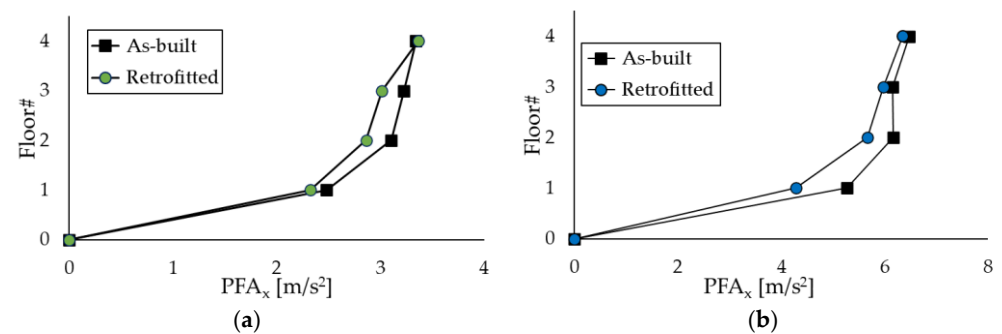 4
As-built
Retrofitted
3
Floor#
2
1
0
0 1 2 3 4
PFAx [m/s²]
(a)
4
As-built
Retrofitted
3
Floor#
2
1
0
0 2 4 6 8
PFAx [m/s²]
(b)